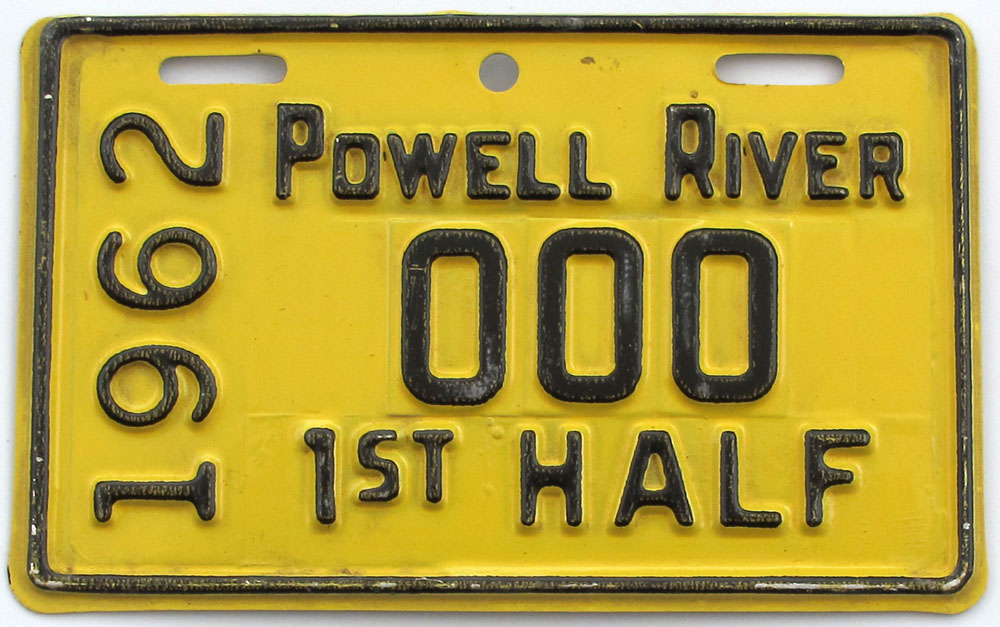 1962
POWELL RIVER
000
1ST HALF